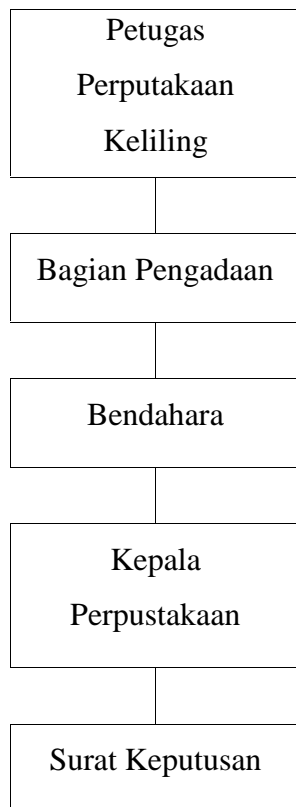 Petugas
Perputakaan
Keliling
Bagian Pengadaan
Bendahara
Kepala
Perpustakaan
Surat Keputusan